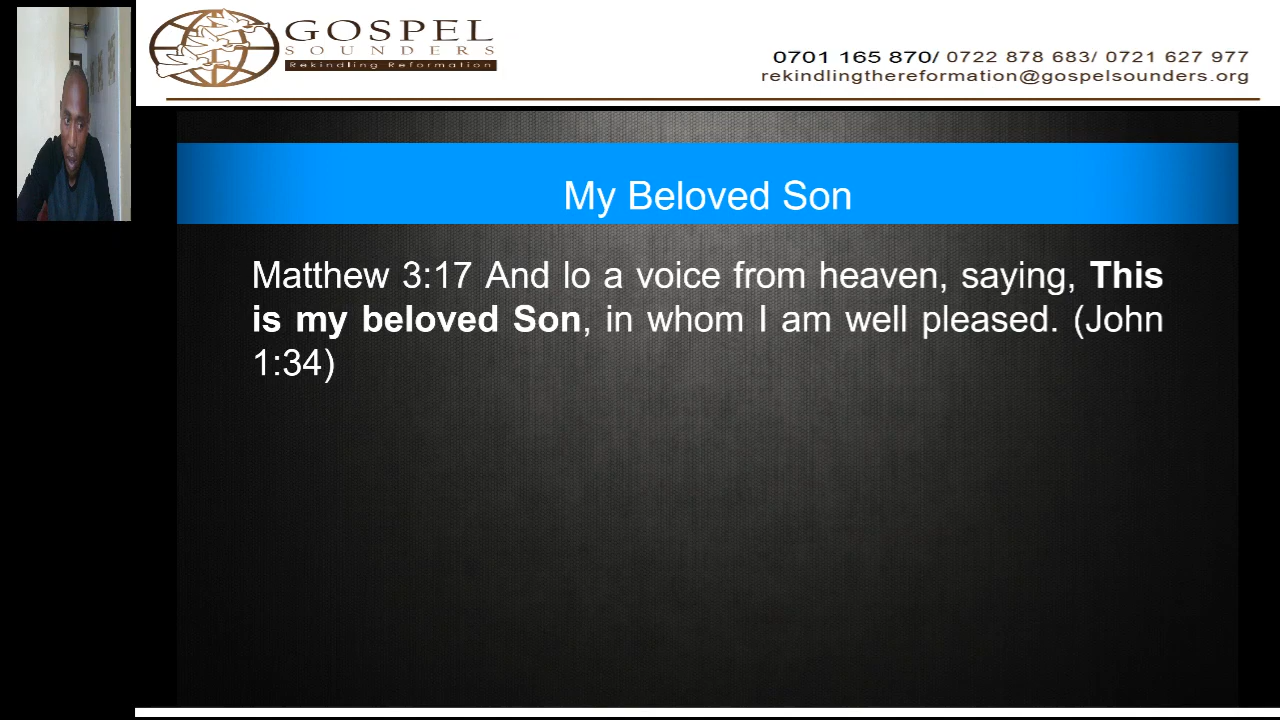 GOSPEL
SOUNDERS
Rekindling Reformation
0701 165 870/ 0722 878 683/ 0721 627 977
rekindlingthereformation@gospelsounders.org
My Beloved Son
Matthew 3:17 And lo a voice from heaven, saying, This
is my beloved Son, in whom I am well pleased. (John
1:34)